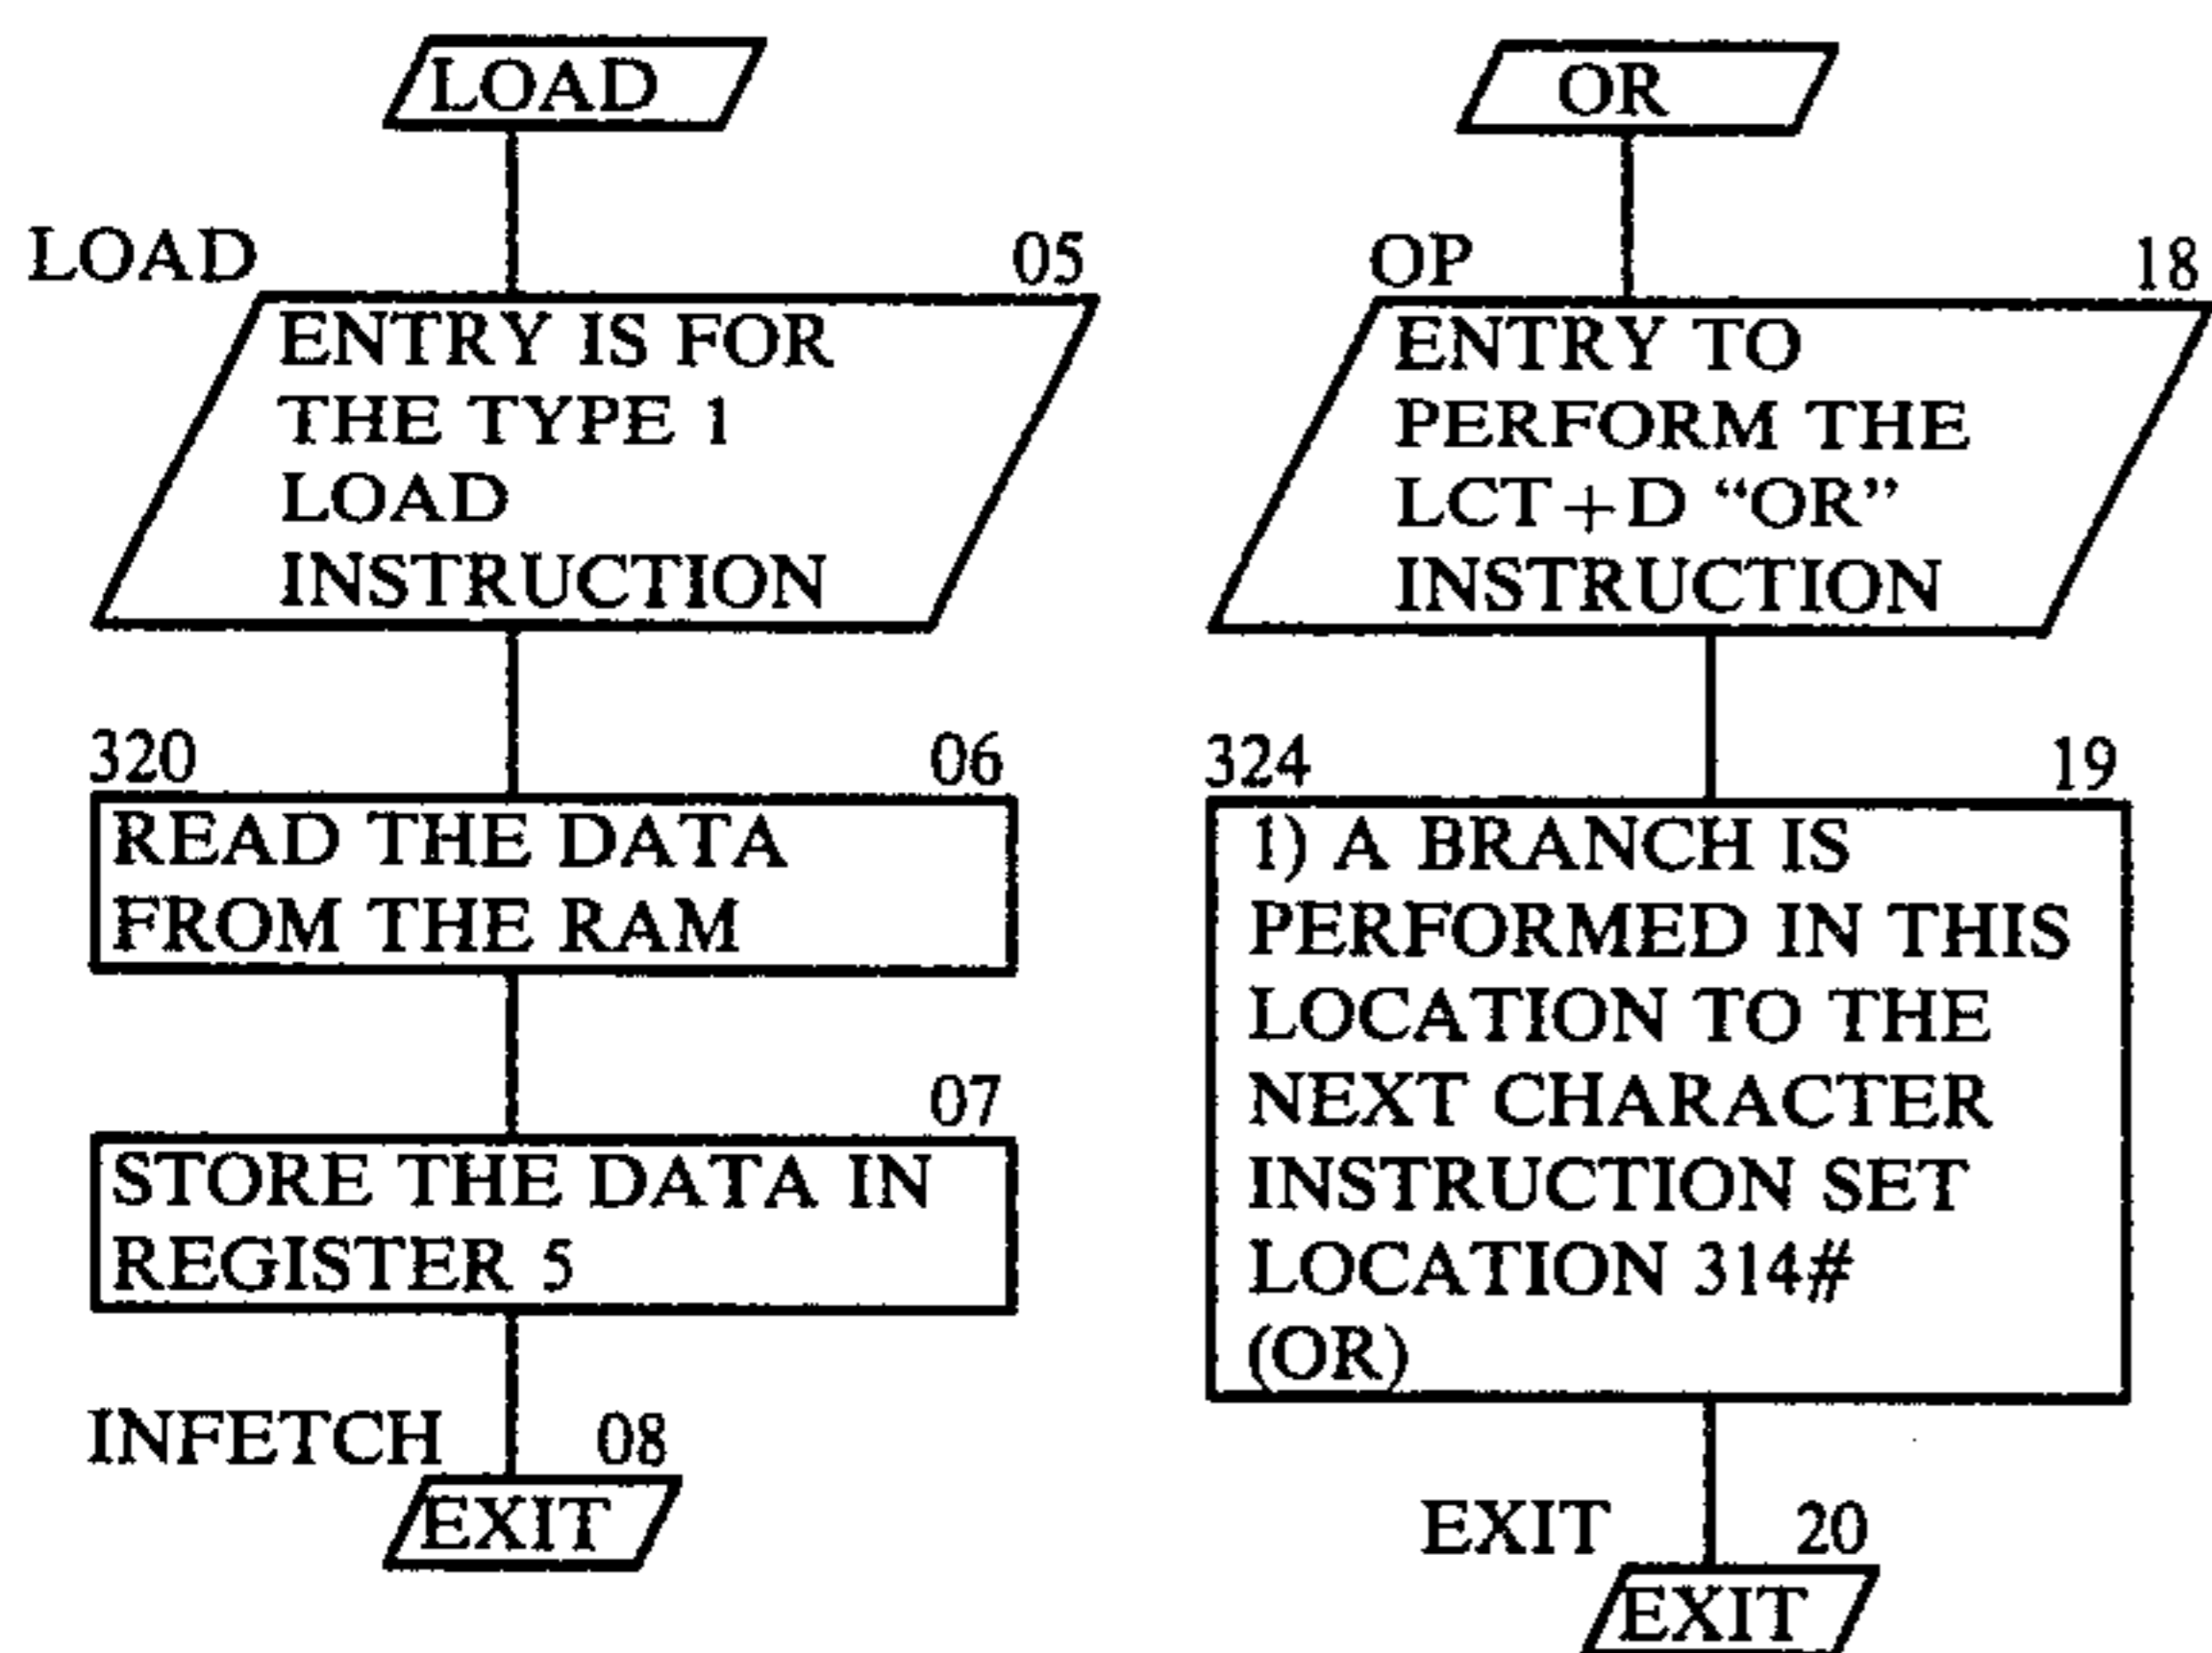 LOAD
LOAD 05
ENTRY IS FOR
THE TYPE 1
LOAD
INSTRUCTION
320 06
READ THE DATA
FROM THE RAM
07
STORE THE DATA IN
REGISTER 5
INFETCH 08
EXIT
OR
OP 18
ENTRY TO
PERFORM THE
LCT+D “OR”
INSTRUCTION
324 19
1) A BRANCH IS
PERFORMED IN THIS
LOCATION TO THE
NEXT CHARACTER
INSTRUCTION SET
LOCATION 314#
(OR)
EXIT 20
EXIT